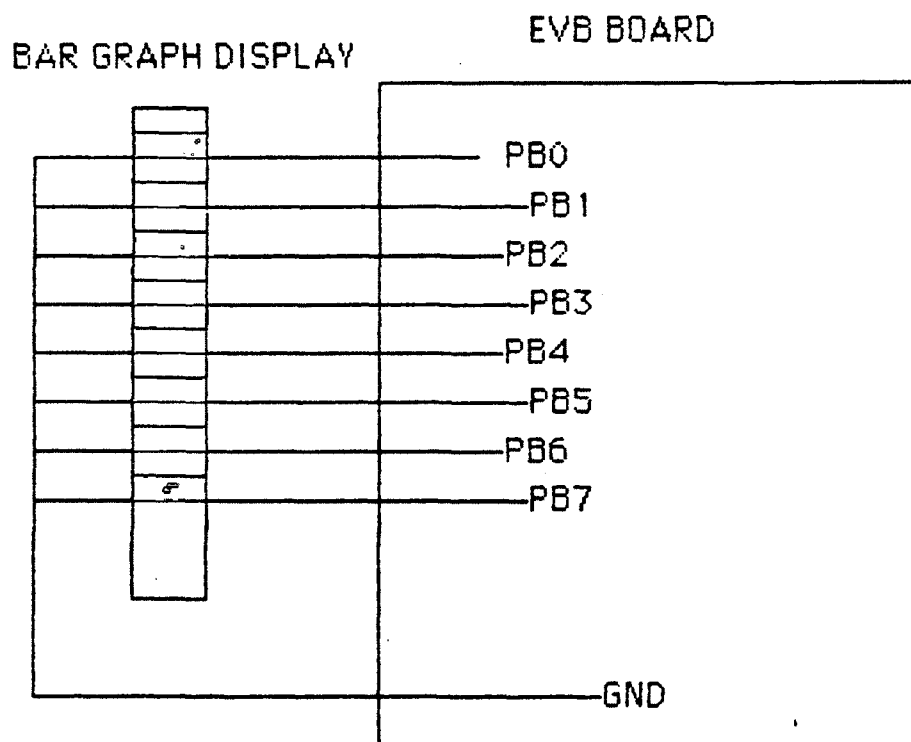 EVB BOARD
BAR GRAPH DISPLAY
PB0
PB1
PB2
PB3
PB4
PB5
PB6
PB7
GND